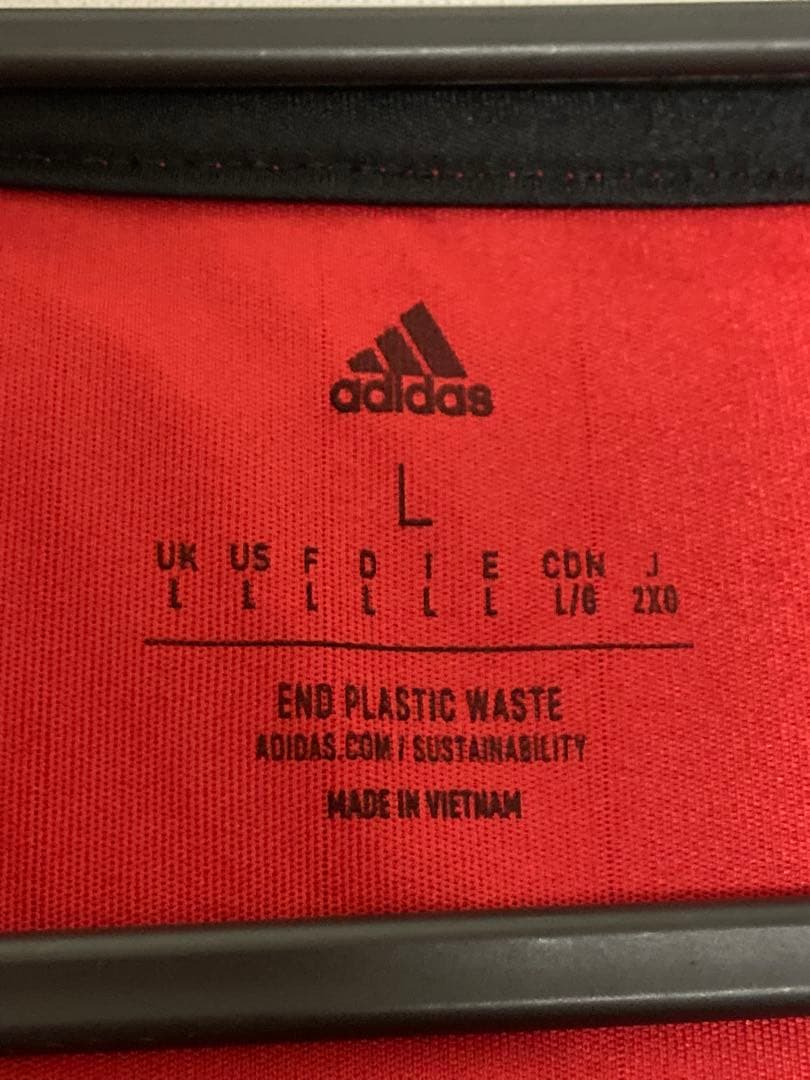 adidas
L
UK US F D I E CDN J
L L L L L L L/G 2XO
END PLASTIC WASTE
ADIDAS.COM / SUSTAINABILITY
MADE IN VIETNAM